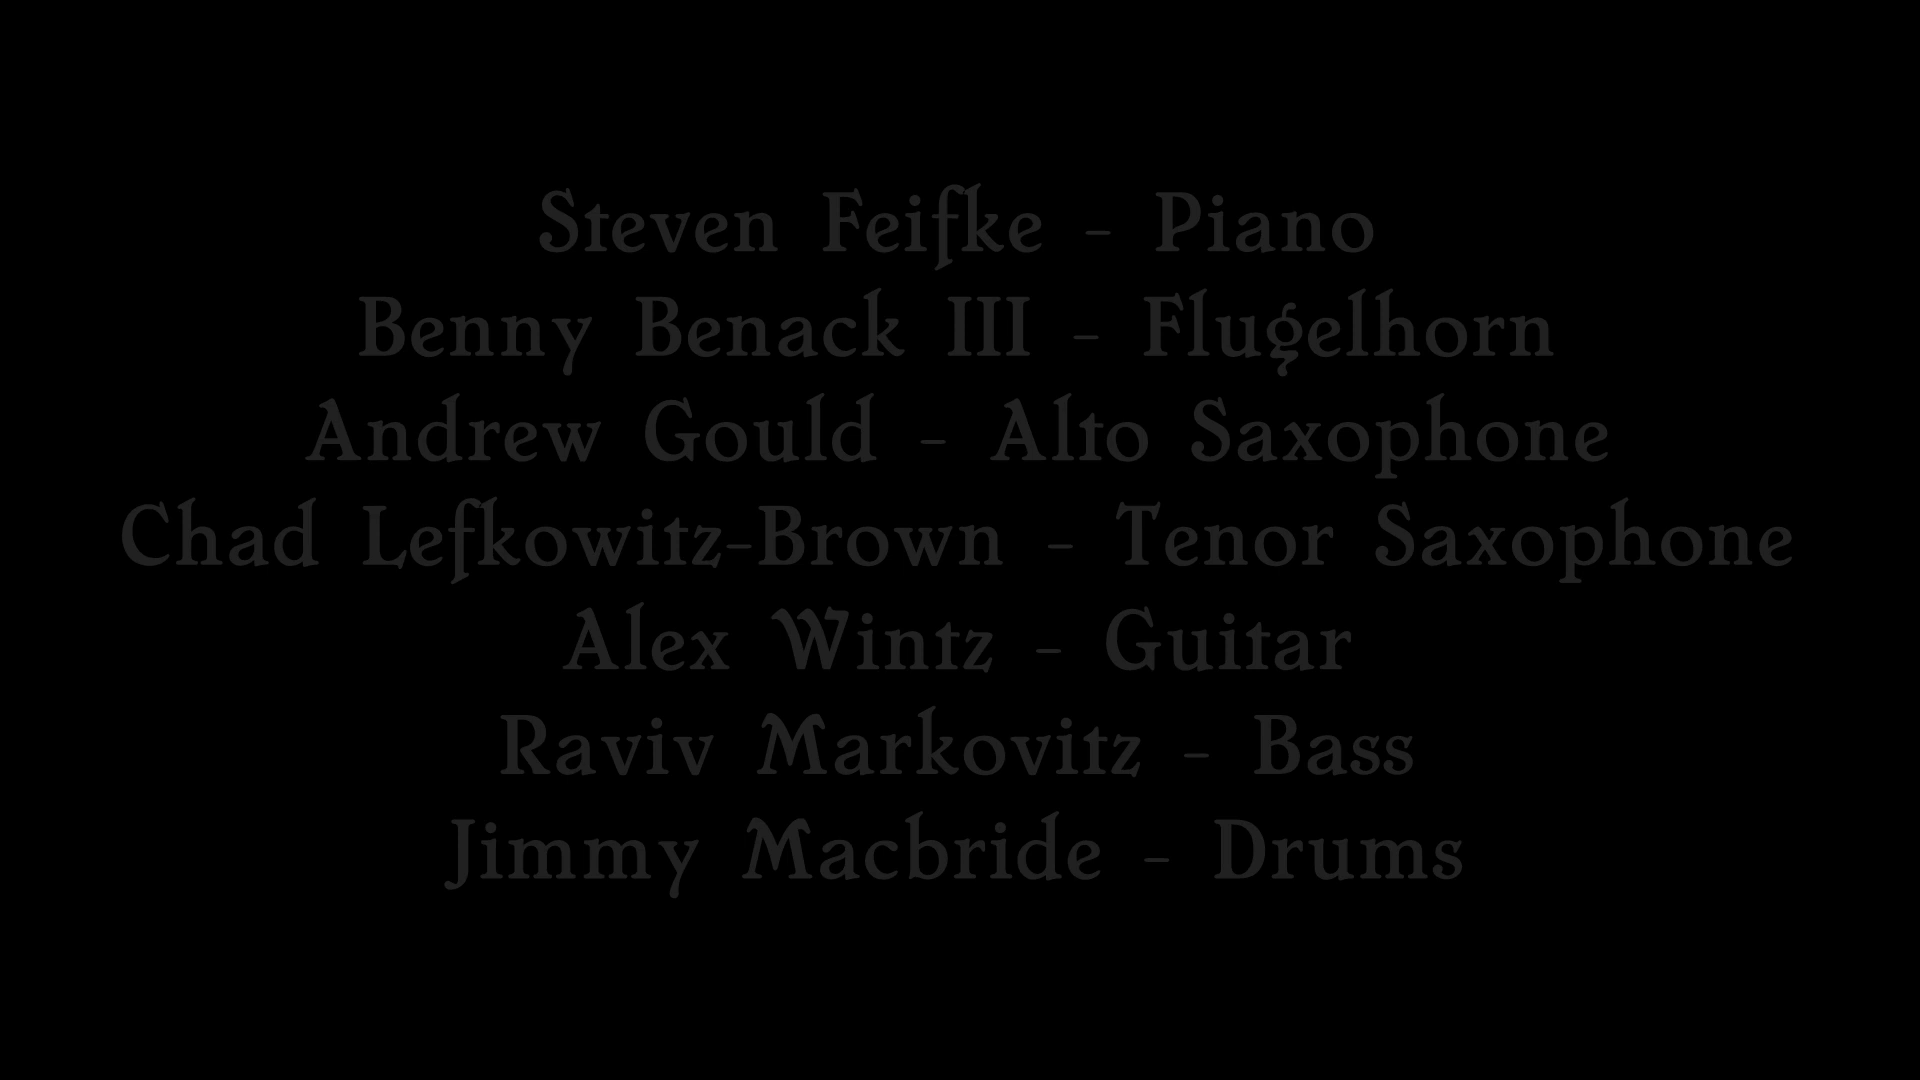 Steven Feifke - Piano
Benny Benack III - Flugelhorn
Andrew Gould - Alto Saxophone
Chad Lefkowitz-Brown - Tenor Saxophone
Alex Wintz - Guitar
Raviv Markovitz - Bass
Jimmy Macbride - Drums